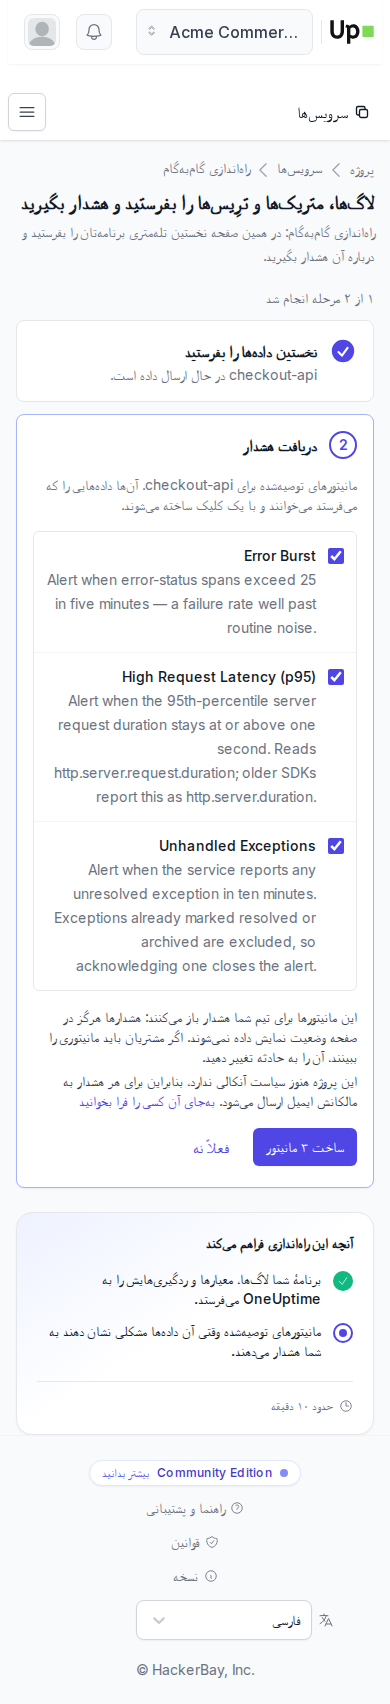 Up
Acme Commer...
سرویس‌ها
پروژه
سرویس‌ها
راه‌اندازی گام‌به‌گام
لاگ‌ها، متریک‌ها و تریس‌ها را بفرستید و هشدار بگیرید
راه‌اندازی گام‌به‌گام: در همین صفحه نخستین تله‌متری برنامه‌تان را بفرستید و
درباره آن هشدار بگیرید.
۱ از ۲ مرحله انجام شد
نخستین داده‌ها را بفرستید
checkout-api در حال ارسال داده است.
2
دریافت هشدار
مانیتورهای توصیه‌شده برای checkout-api. آن‌ها داده‌هایی را که
می‌فرستد می‌خوانند و با یک کلیک ساخته می‌شوند.
Error Burst
Alert when error-status spans exceed 25
in five minutes — a failure rate well past
routine noise.
High Request Latency (p95)
Alert when the 95th-percentile server
request duration stays at or above one
second. Reads
http.server.request.duration; older SDKs
report this as http.server.duration.
Unhandled Exceptions
Alert when the service reports any
unresolved exception in ten minutes.
Exceptions already marked resolved or
archived are excluded, so
acknowledging one closes the alert.
این مانیتورها برای تیم شما هشدار باز می‌کنند: هشدارها هرگز در
صفحه وضعیت نمایش داده نمی‌شوند. اگر مشتریان باید مانیتوری را
ببینند، آن را به حادثه تغییر دهید.
این پروژه هنوز سیاست آنکالی ندارد، بنابراین برای هر هشدار به
مالکانش ایمیل ارسال می‌شود. به‌جای آن کسی را فرا بخوانید
ساخت ۳ مانیتور
فعلاً نه
آنچه این راه‌اندازی فراهم می‌کند
برنامهٔ شما لاگ‌ها، معیارها و ردگیری‌هایش را به
OneUptime می‌فرستد.
مانیتورهای توصیه‌شده وقتی آن داده‌ها مشکلی نشان دهند به
شما هشدار می‌دهند.
حدود ۱۰ دقیقه
Community Edition بیشتر بدانید
راهنما و پشتیبانی
قوانین
نسخه
فارسی
© HackerBay, Inc.